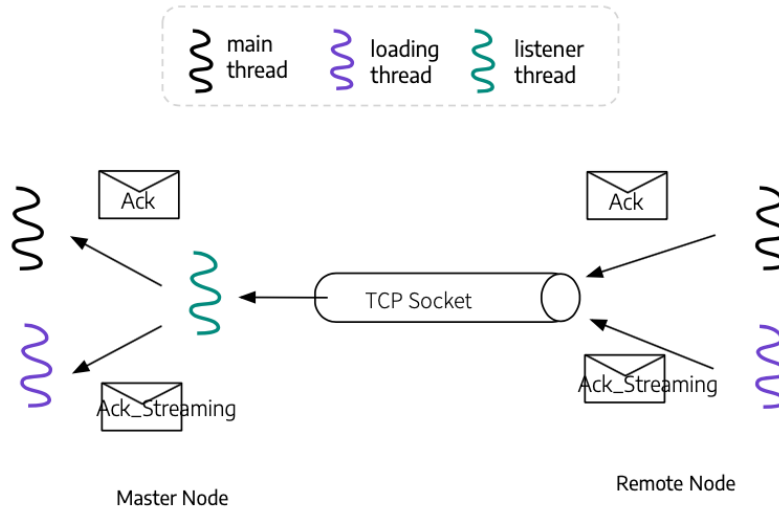 main
thread
loading
thread
listener
thread
Ack
Ack
TCP Socket
Ack_Streaming
Ack_Streaming
Master Node
Remote Node